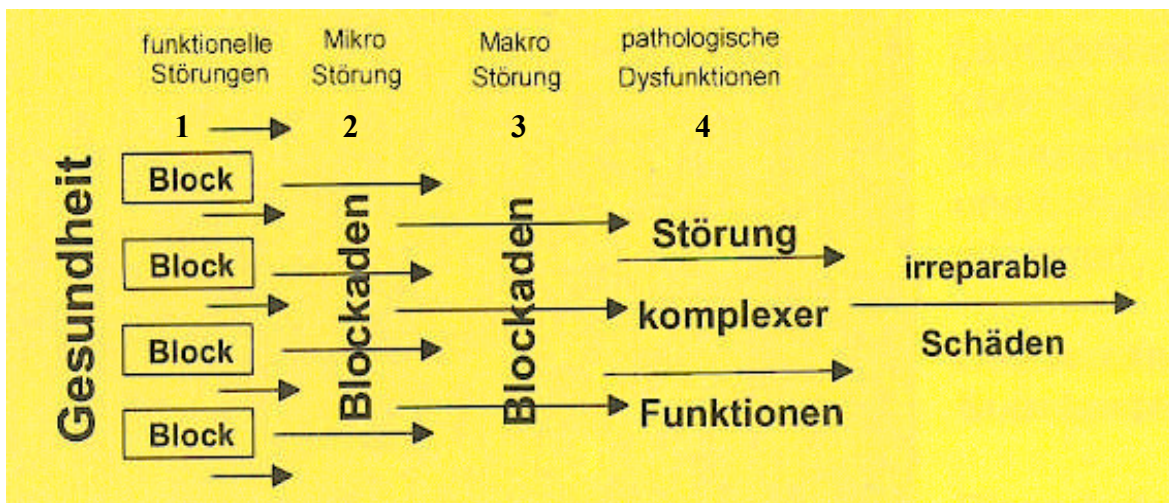 funktionelle
Störungen
Mikro
Störung
Makro
Störung
pathologische
Dysfunktionen
1
2
3
4
Gesundheit
Block
Block
Block
Block
Blockaden
Blockaden
Störung
komplexer
Funktionen
irreparable
Schäden